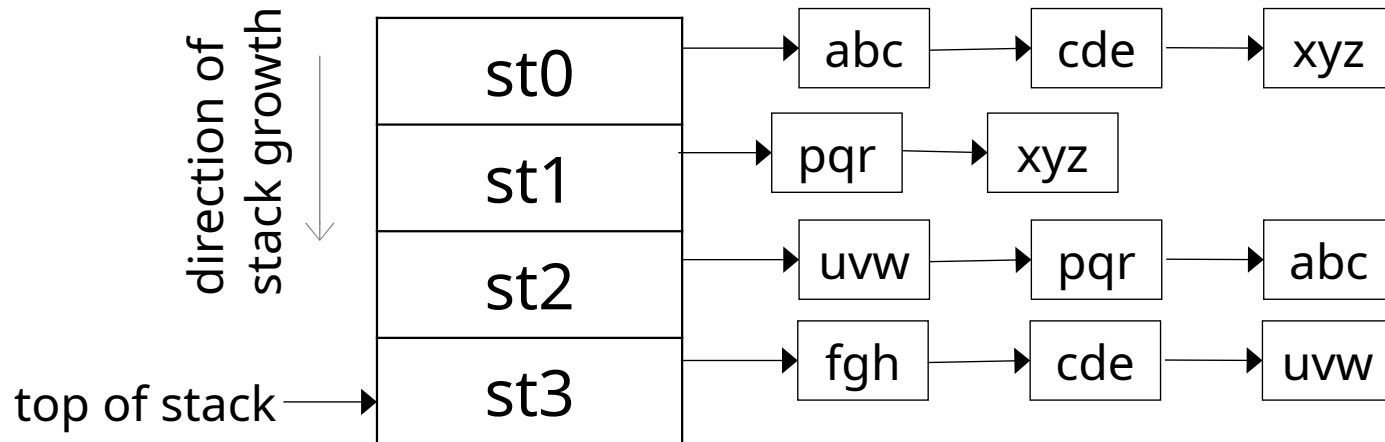 direction of
stack growth
st0
abc
cde
xyz
st1
pqr
xyz
st2
uvw
pqr
abc
top of stack
st3
fgh
cde
uvw